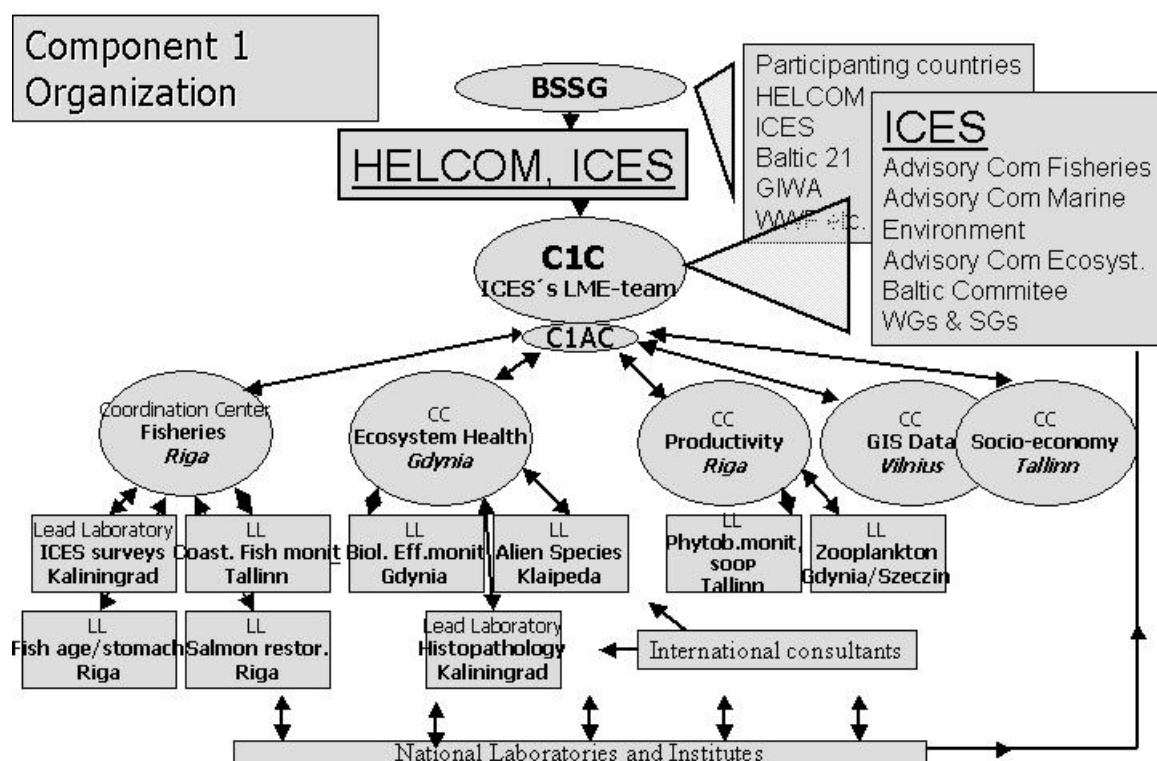 Component 1
Organization
BSSG
HELCOM, ICES
C1C
ICES´s LME-team
C1AC
Participanting countries
HELCOM
ICES
Baltic 21
GIWA
WWF etc.
ICES
Advisory Com Fisheries
Advisory Com Marine
Environment
Advisory Com Ecosyst.
Baltic Commitee
WGs & SGs
Coordination Center
Fisheries
Riga
CC
Ecosystem Health
Gdynia
CC
Productivity
Riga
CC
GIS Data
Vilnius
CC
Socio-economy
Tallinn
Lead Laboratory
ICES surveys
Kaliningrad
LL
Coast. Fish monit
Tallinn
LL
Biol. Eff.monit
Gdynia
LL
Alien Species
Klaipeda
LL
Phytob.monit,
soop
Tallinn
LL
Zooplankton
Gdynia/Szeczin
LL
Fish age/stomach
Riga
LL
Salmon restor.
Riga
Lead Laboratory
Histopathology
Kaliningrad
International consultants
National Laboratories and Institutes